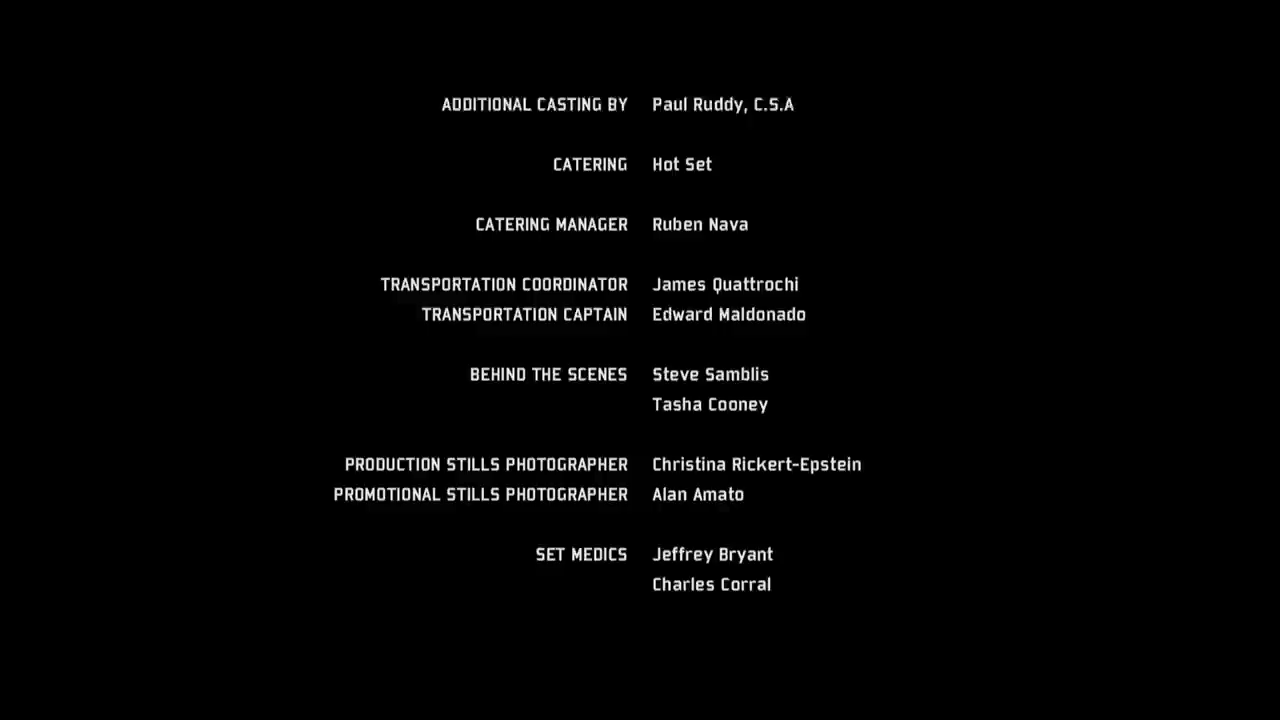 ADDITIONAL CASTING BY Paul Ruddy, C.S.A
CATERING Hot Set
CATERING MANAGER Ruben Nava
TRANSPORTATION COORDINATOR James Quattrochi
TRANSPORTATION CAPTAIN Edward Maldonado
BEHIND THE SCENES Steve Samblis
Tasha Cooney
PRODUCTION STILLS PHOTOGRAPHER Christina Rickert-Epstein
PROMOTIONAL STILLS PHOTOGRAPHER Alan Amato
SET MEDICS Jeffrey Bryant
Charles Corral